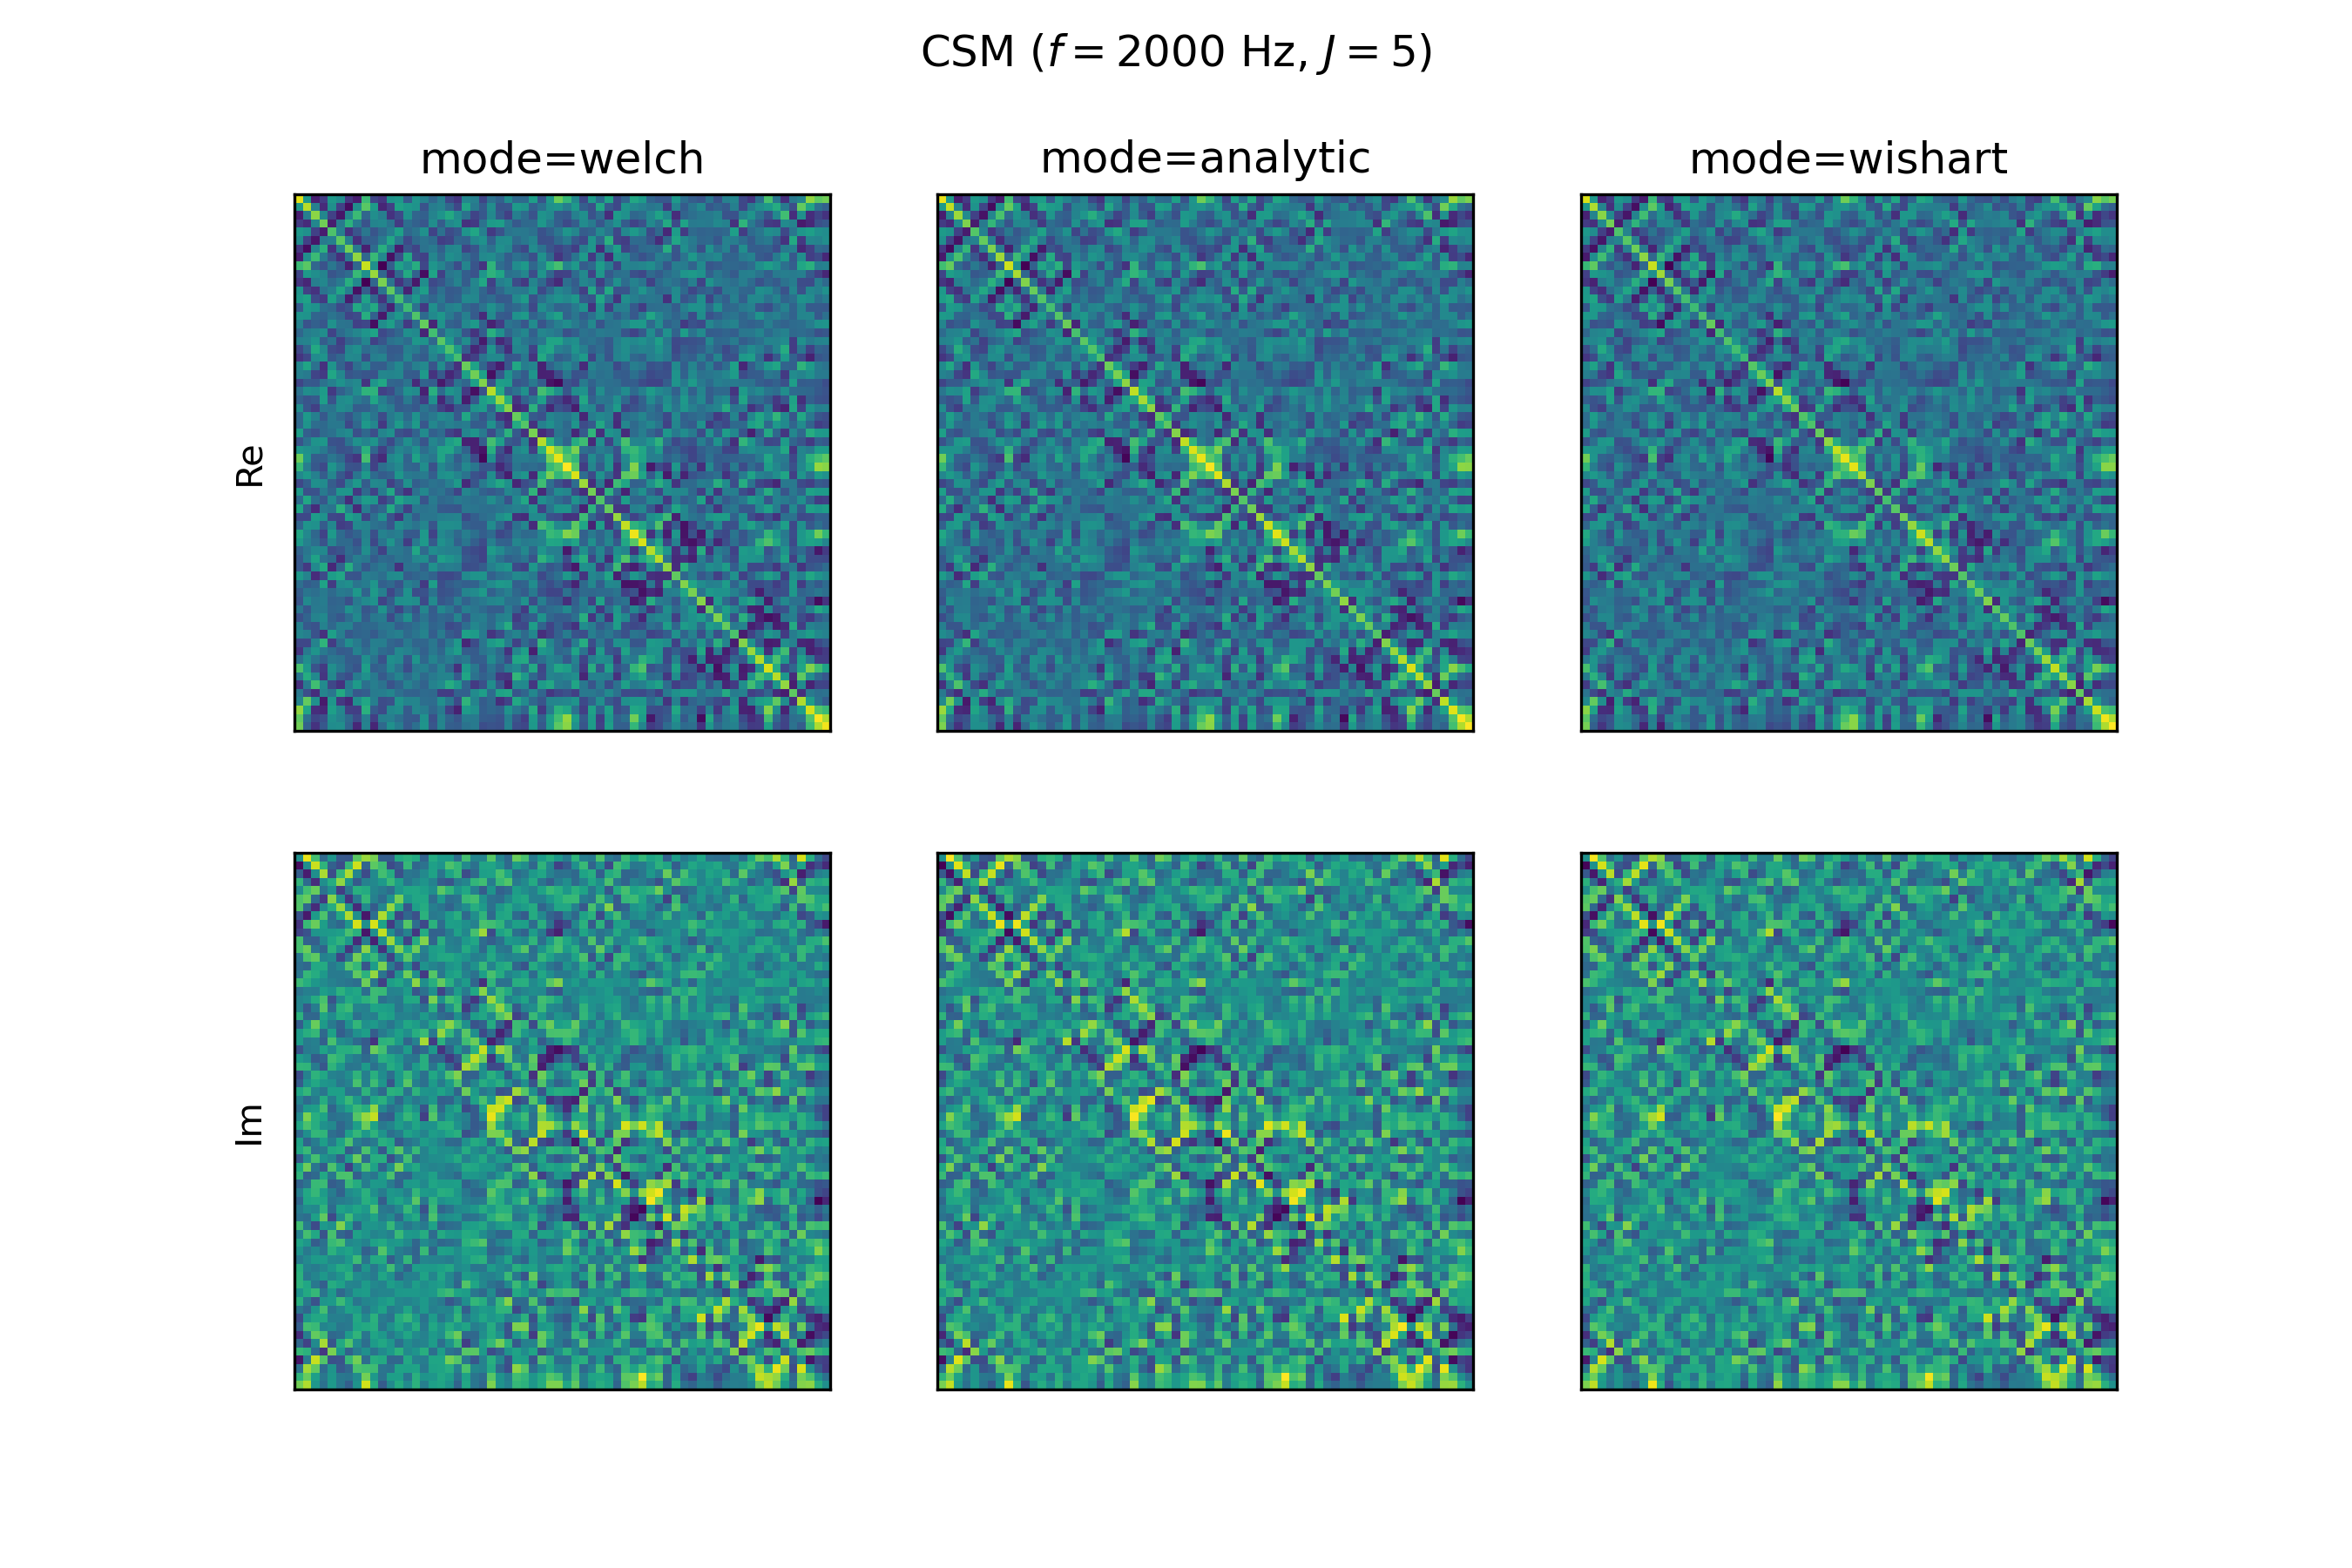 CSM (f = 2000 Hz, J = 5)
mode=welch
mode=analytic
mode=wishart
Re
Im